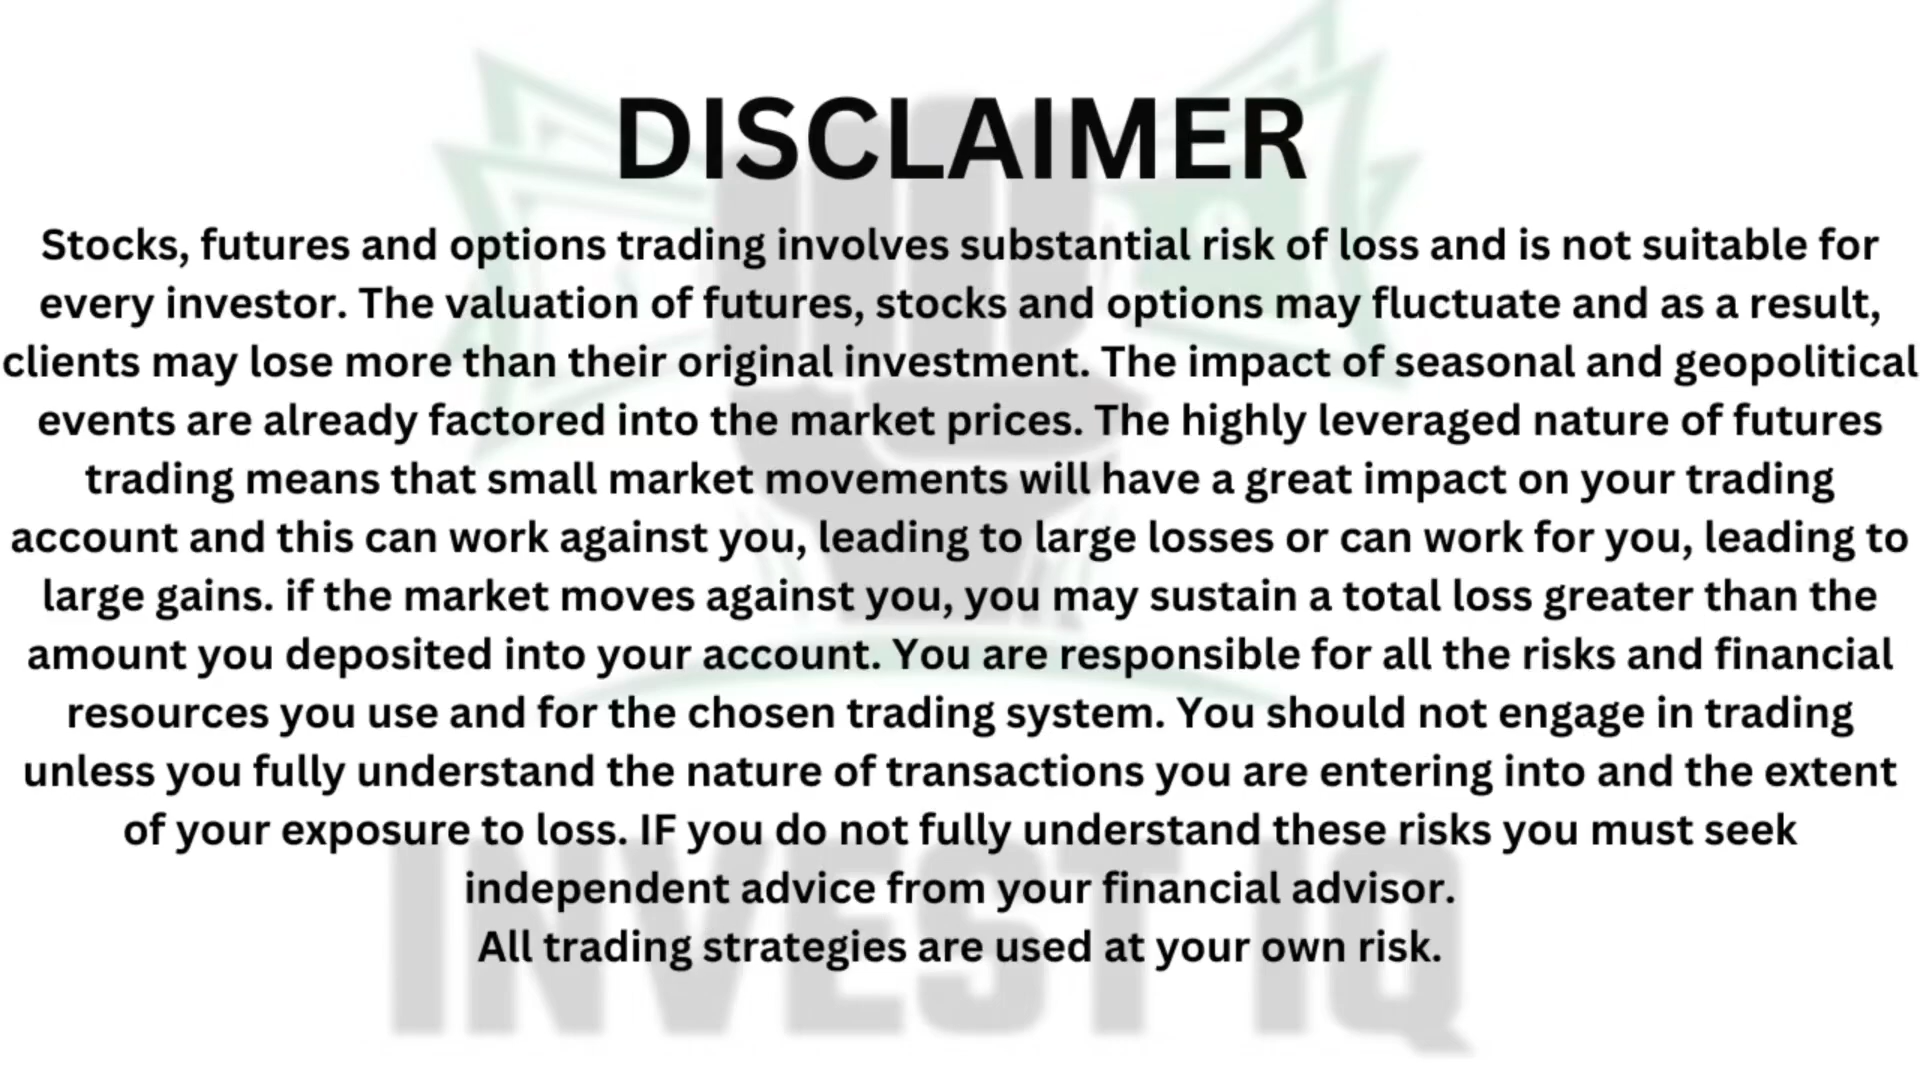 DISCLAIMER
Stocks, futures and options trading involves substantial risk of loss and is not suitable for
every investor. The valuation of futures, stocks and options may fluctuate and as a result,
clients may lose more than their original investment. The impact of seasonal and geopolitical
events are already factored into the market prices. The highly leveraged nature of futures
trading means that small market movements will have a great impact on your trading
account and this can work against you, leading to large losses or can work for you, leading to
large gains. if the market moves against you, you may sustain a total loss greater than the
amount you deposited into your account. You are responsible for all the risks and financial
resources you use and for the chosen trading system. You should not engage in trading
unless you fully understand the nature of transactions you are entering into and the extent
of your exposure to loss. IF you do not fully understand these risks you must seek
independent advice from your financial advisor.
All trading strategies are used at your own risk.
INVEST IQ